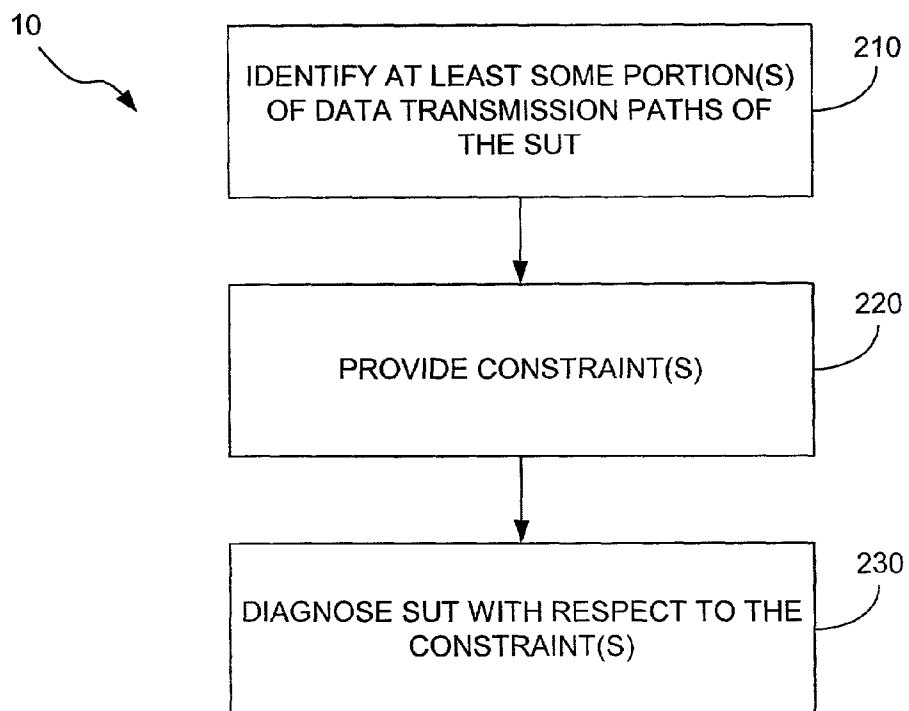 10
210
IDENTIFY AT LEAST SOME PORTION(S)
OF DATA TRANSMISSION PATHS OF
THE SUT
220
PROVIDE CONSTRAINT(S)
230
DIAGNOSE SUT WITH RESPECT TO THE
CONSTRAINT(S)